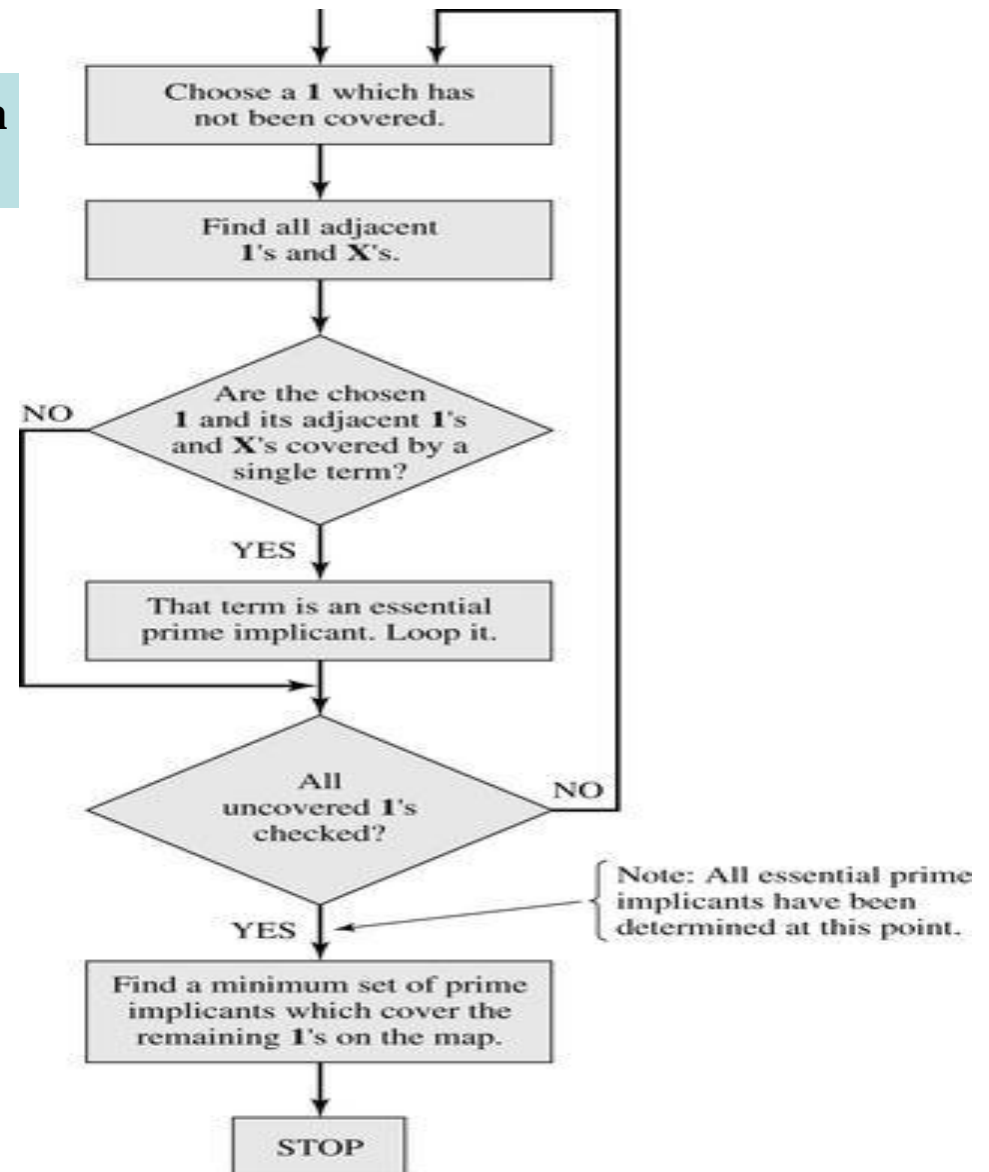 Choose a 1 which has
not been covered.
Find all adjacent
1's and X's.
Are the chosen
1 and its adjacent 1's
and X's covered by a
single term?
NO
YES
That term is an essential
prime implicant. Loop it.
All
uncovered 1's
checked?
NO
Note: All essential prime
implicants have been
determined at this point.
YES
Find a minimum set of prime
implicants which cover the
remaining 1's on the map.
STOP